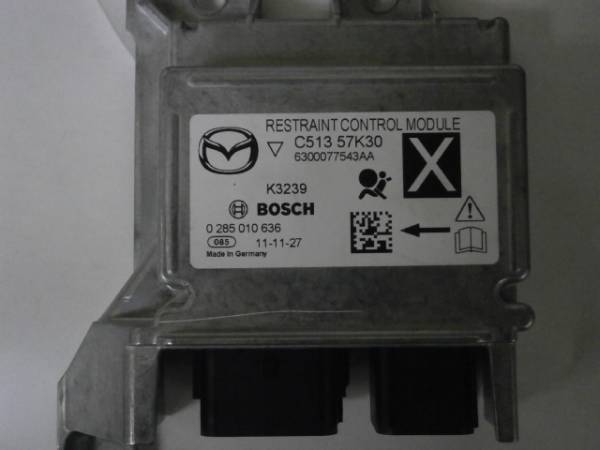 RESTRAINT CONTROL MODULE
C513 57K30
6300077543AA
X
K3239
BOSCH
0 285 010 636
085 11-11-27
Made in Germany